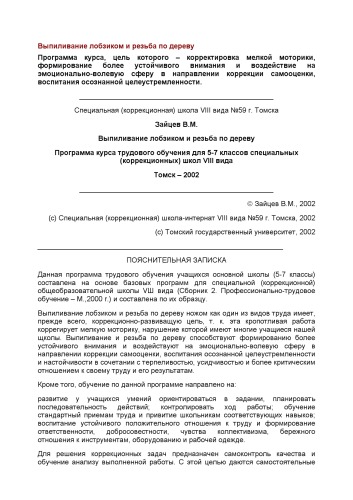 Выпиливание лобзиком и резьба по дереву
Программа курса, цель которого – корректировка мелкой моторики,
формирование более устойчивого внимания и воздействие на
эмоционально-волевую сферу в направлении коррекции самооценки,
воспитания осознанной целеустремленности.
Специальная (коррекционная) школа VIII вида №59 г. Томска
Зайцев В.М.
Выпиливание лобзиком и резьба по дереву
Программа курса трудового обучения для 5-7 классов специальных
(коррекционных) школ VIII вида
Томск – 2002
© Зайцев В.М., 2002
(с) Специальная (коррекционная) школа-интернат VIII вида №59 г. Томска, 2002
(с) Томский государственный университет, 2002
ПОЯСНИТЕЛЬНАЯ ЗАПИСКА
Данная программа трудового обучения учащихся основной школы (5-7 классы)
составлена на основе базовых программ для специальной (коррекционной)
общеобразовательной школы VШ вида (Сборник 2. Профессионально-трудовое
обучение – М.,2000 г.) и составлена по их образцу.
Выпиливание лобзиком и резьба ножом как один из видов труда имеет,
прежде всего, коррекционно-развивающую цель, т. к. эта кропотливая работа
корректирует мелкую моторику, нарушение которой имеют многие учащиеся нашей
школы. Выпиливание и резьба по дереву способствуют формированию более
устойчивого внимания и воздействуют на эмоционально-волевую сферу в
направлении коррекции самооценки, воспитания осознанной целеустремленности
и настойчивости в сочетании с терпеливостью, усидчивостью и более критическим
отношением к своему труду и его результатам.
Кроме того, обучение по данной программе направлено на:
развитие у учащихся умений ориентироваться в задании, планировать
последовательность действий; контролировать ход работы; обучение
стандартный приемам труда и привитие школьникам соответствующих навыков;
воспитание устойчивого положительного отношения к труду и формирование
ответственности, добросовестности, чувства коллективизма, бережного
отношения к инструментам, оборудованию и рабочей одежде.
Для решения коррекционных задач предназначен самоконтроль качества и
обучение анализу выполненной работы. С этой целью даются самостоятельные